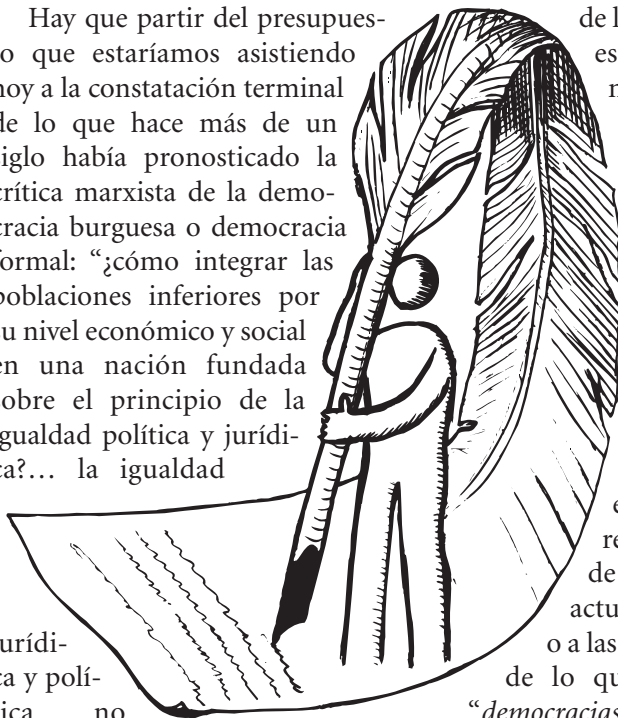 Hay que partir del presupues-
o que estaríamos asistiendo
hoy a la constatación terminal
de lo que hace más de un
siglo había pronosticado la
crítica marxista de la demo-
cracia burguesa o democracia
formal: “¿cómo integrar las
poblaciones inferiores por
su nivel económico y social
en una nación fundada
sobre el principio de la
igualdad política y jurídi-
ca?… la igualdad
urídi-
ca y polí-
ica no
de l
es
e
re
de
actu
o a las
de lo qu
“democracias